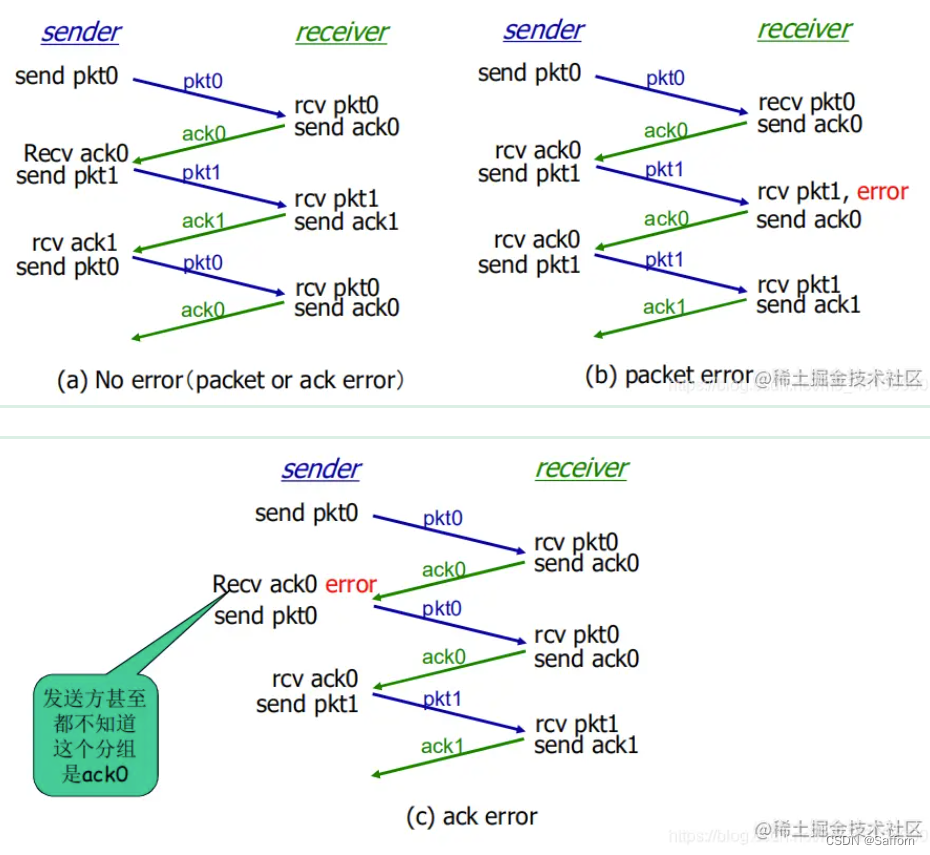 sender
receiver
send pkt0
pkt0
rcv pkt0
send ack0
ack0
Recv ack0
send pkt1
pkt1
rcv pkt1
send ack1
ack1
rcv ack1
send pkt0
pkt0
rcv pkt0
send ack0
ack0
(a) No error(packet or ack error)
sender
receiver
send pkt0
pkt0
recv pkt0
send ack0
ack0
rcv ack0
send pkt1
pkt1
rcv pkt1, error
send ack0
ack0
rcv ack0
send pkt1
pkt1
rcv pkt1
send ack1
ack1
(b) packet error
@稀土掘金技术社区
sender
receiver
send pkt0
pkt0
rcv pkt0
send ack0
ack0
Recv ack0 error
send pkt0
pkt0
rcv pkt0
send ack0
ack0
rcv ack0
send pkt1
pkt1
rcv pkt1
send ack1
ack1
发送方甚至
都不知道
这个分组
是ack0
(c) ack error
@稀土掘金技术社区
CSDN @Safforn